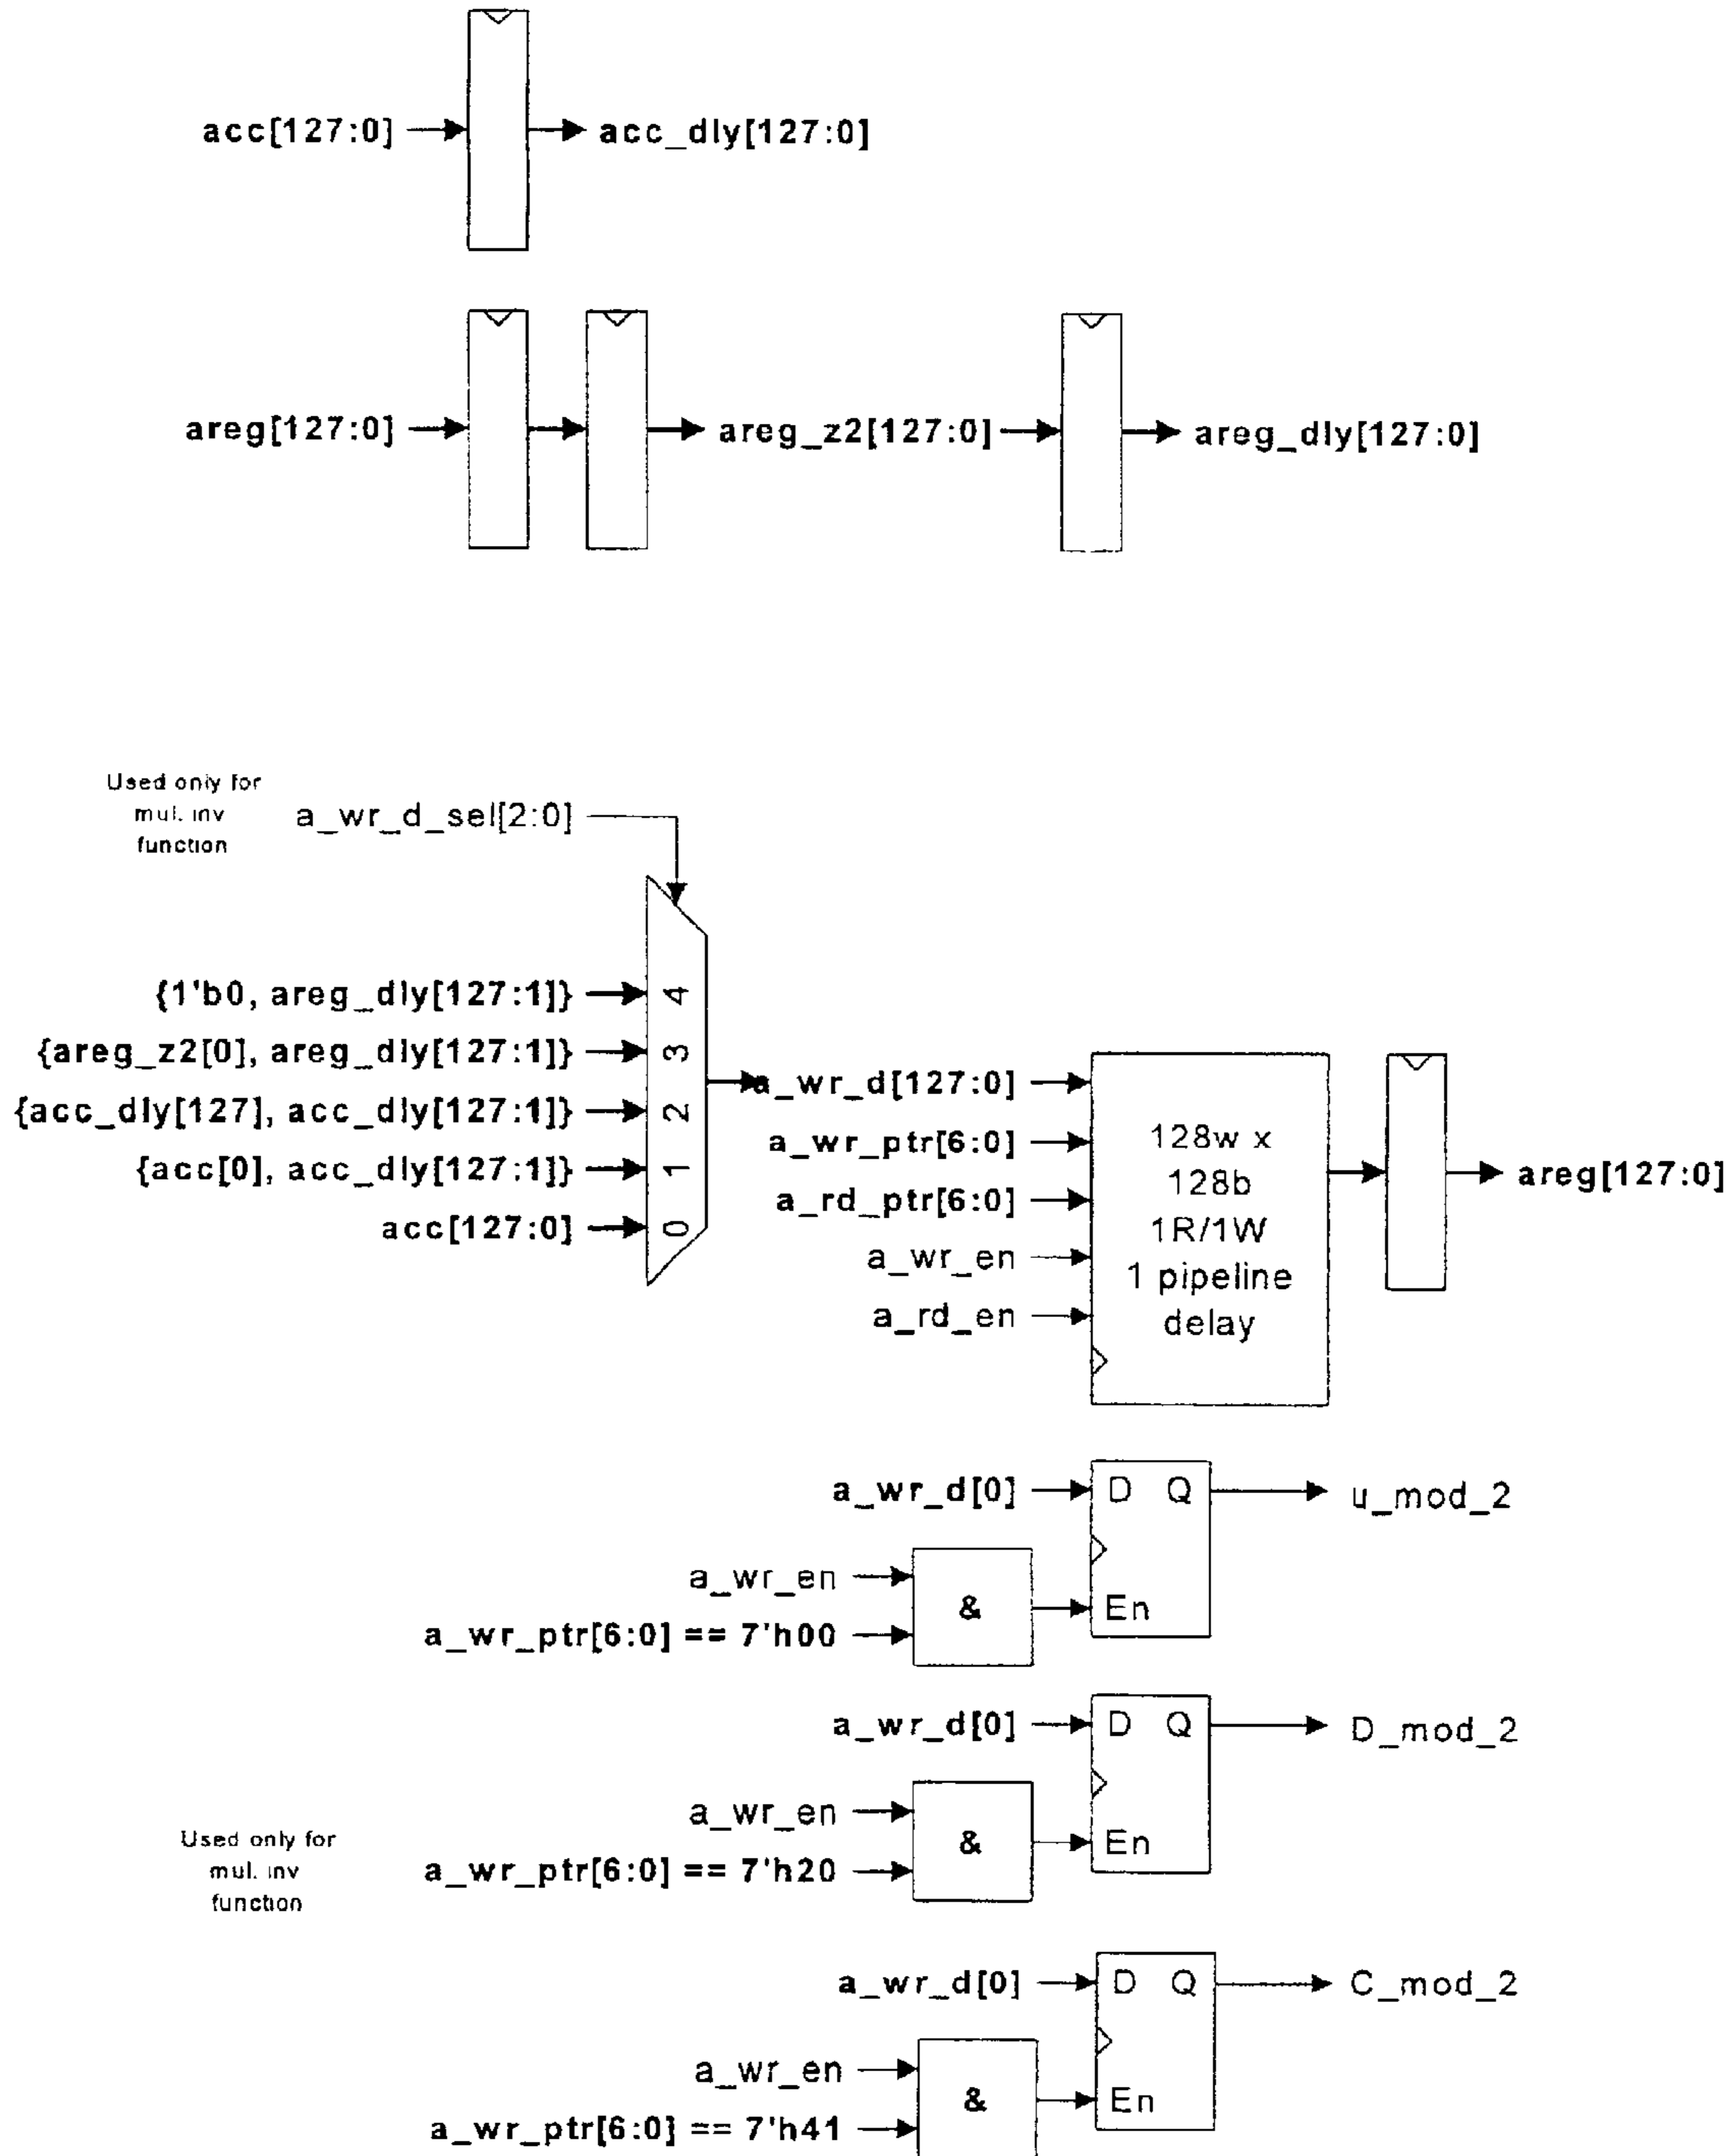 acc[127:0]
acc_dly[127:0]
areg[127:0]
areg_z2[127:0]
areg_dly[127:0]
Used only for
mul. inv
function
a_wr_d_sel[2:0]
{1'b0, areg_dly[127:1]}
4
{areg_z2[0], areg_dly[127:1]}
3
{acc_dly[127], acc_dly[127:1]}
2
{acc[0], acc_dly[127:1]}
1
acc[127:0]
0
a_wr_d[127:0]
a_wr_ptr[6:0]
a_rd_ptr[6:0]
a_wr_en
a_rd_en
128w x
128b
1R/1W
1 pipeline
delay
areg[127:0]
a_wr_d[0]
D Q
u_mod_2
a_wr_en
&
En
a_wr_ptr[6:0] == 7'h00
a_wr_d[0]
D Q
D_mod_2
a_wr_en
&
En
a_wr_ptr[6:0] == 7'h20
Used only for
mul. inv
function
a_wr_d[0]
D Q
C_mod_2
a_wr_en
&
En
a_wr_ptr[6:0] == 7'h41